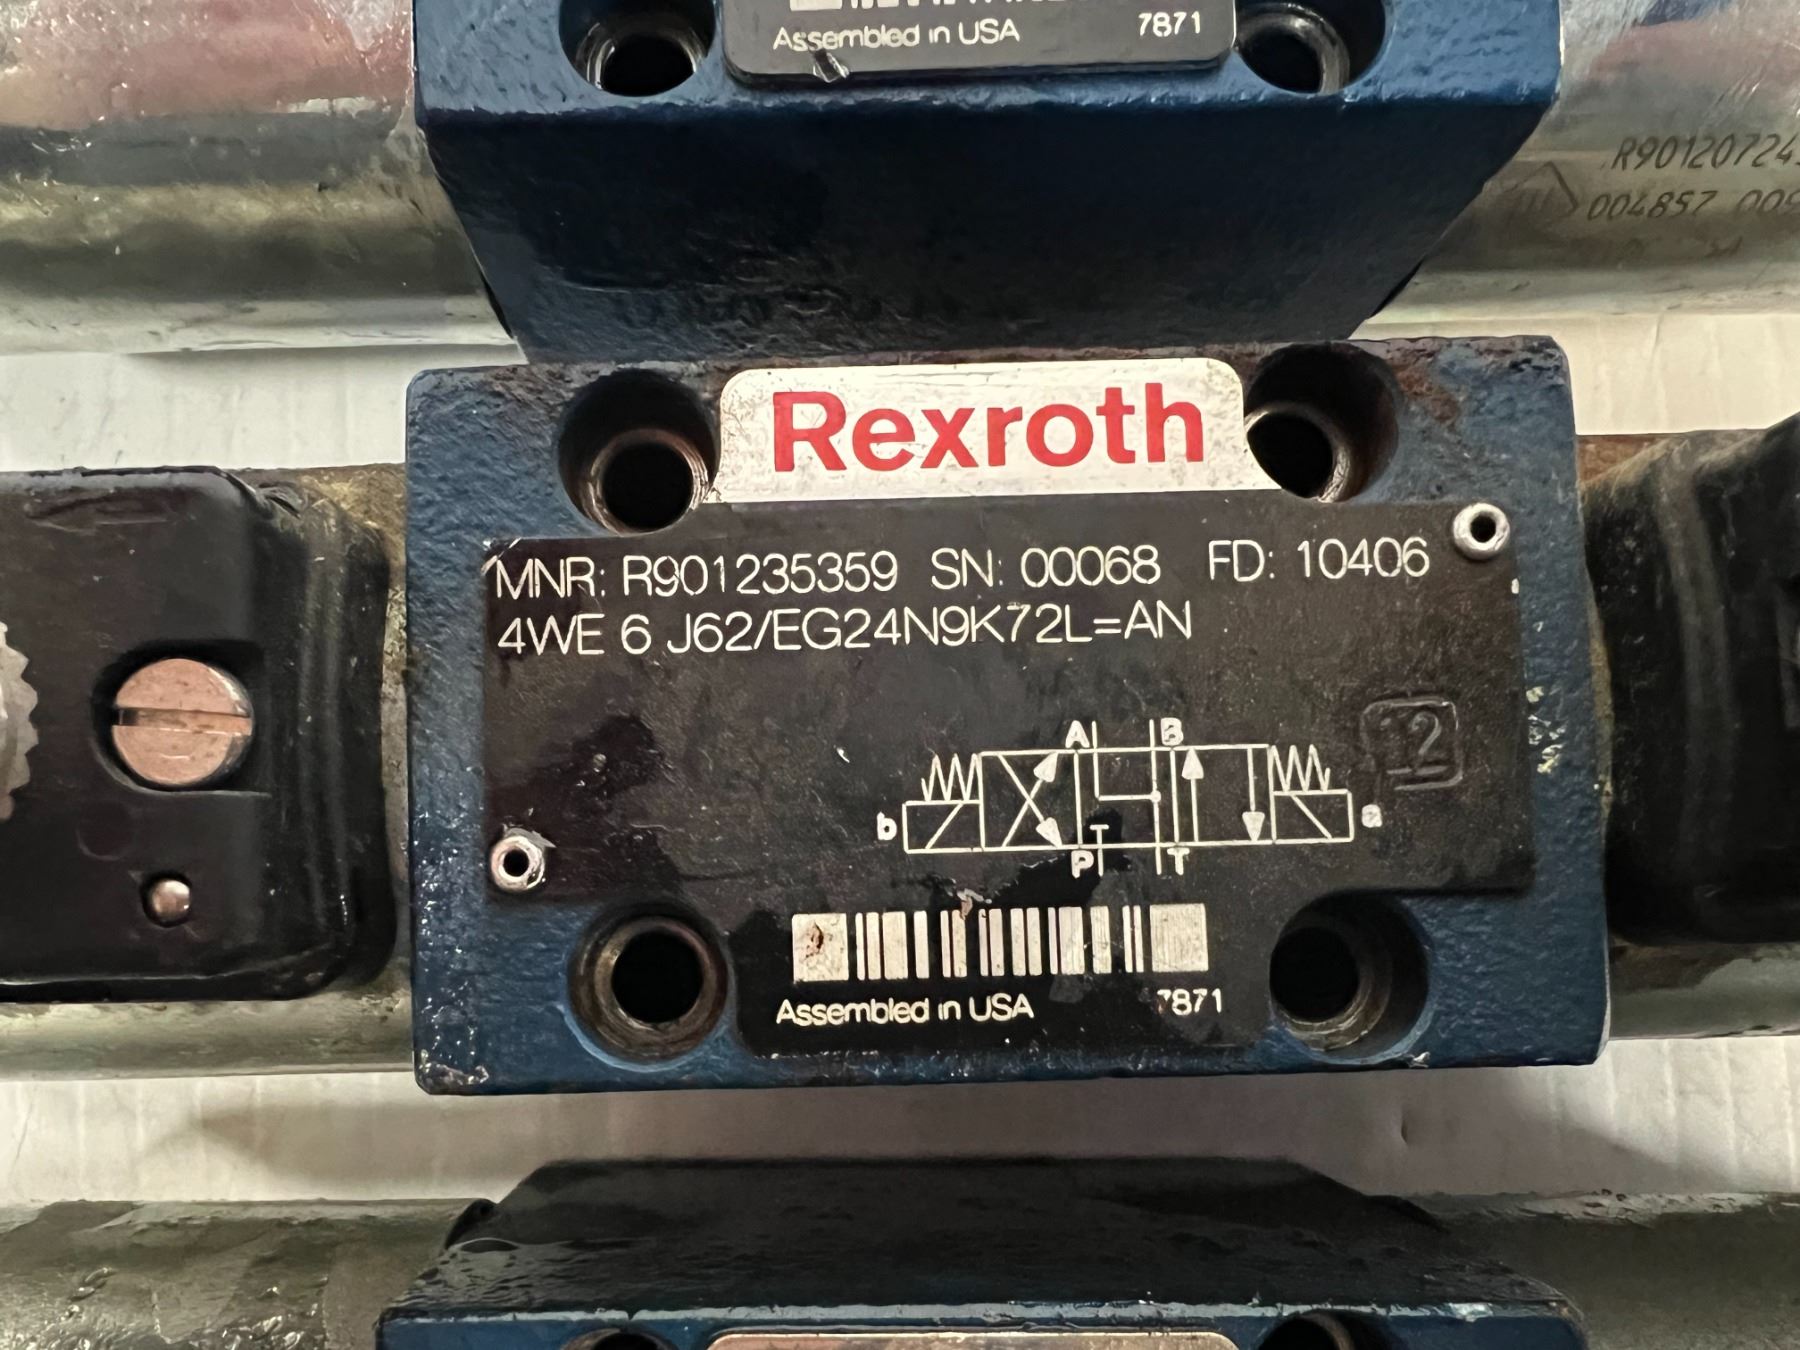 Assembled in USA 7871
004857
Rexroth
MNR: R901235359 SN: 00068 FD: 10406
4WE 6 J62/EG24N9K72L=AN
12
A B
b a
T
P T
Assembled in USA 7871